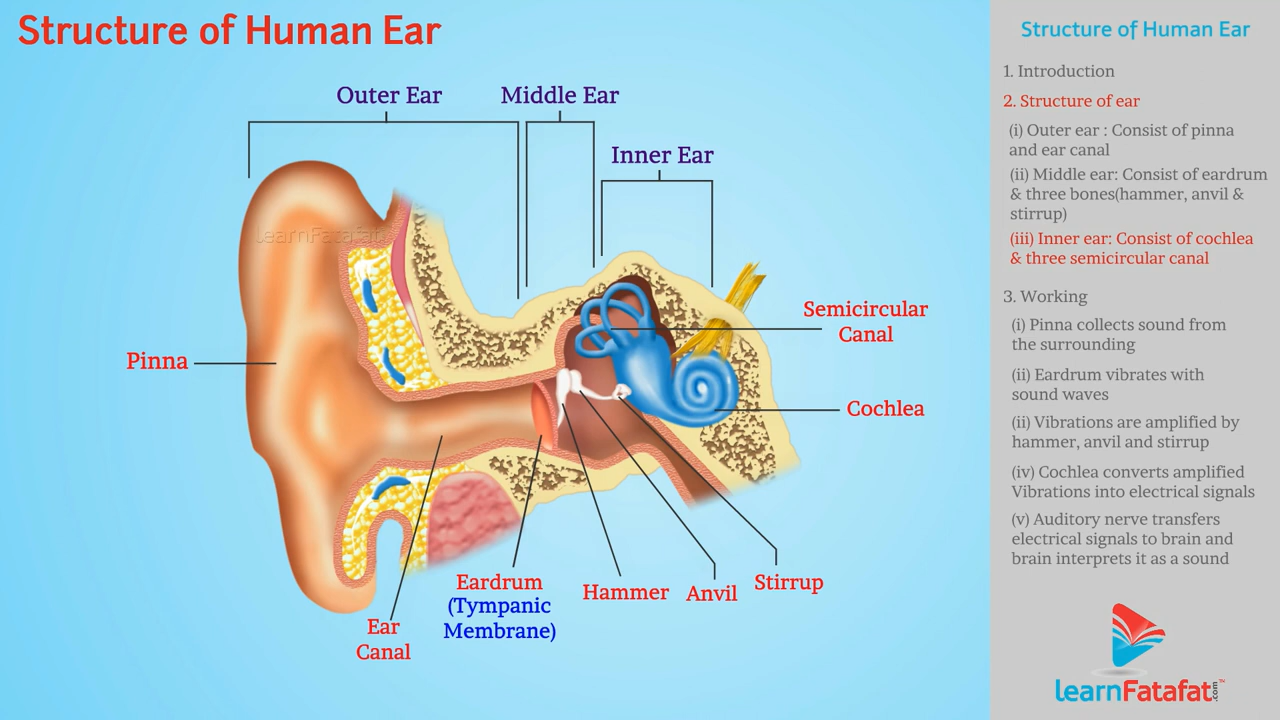 Structure of Human Ear
Outer Ear
Middle Ear
Inner Ear
learnFatafat
Semicircular
Canal
Pinna
Cochlea
Eardrum
(Tympanic
Membrane)
Hammer
Anvil
Stirrup
Ear
Canal
Structure of Human Ear
1. Introduction
2. Structure of ear
(i) Outer ear : Consist of pinna
and ear canal
(ii) Middle ear: Consist of eardrum
& three bones(hammer, anvil &
stirrup)
(iii) Inner ear: Consist of cochlea
& three semicircular canal
3. Working
(i) Pinna collects sound from
the surrounding
(ii) Eardrum vibrates with
sound waves
(ii) Vibrations are amplified by
hammer, anvil and stirrup
(iv) Cochlea converts amplified
Vibrations into electrical signals
(v) Auditory nerve transfers
electrical signals to brain and
brain interprets it as a sound
learnFatafat.com™